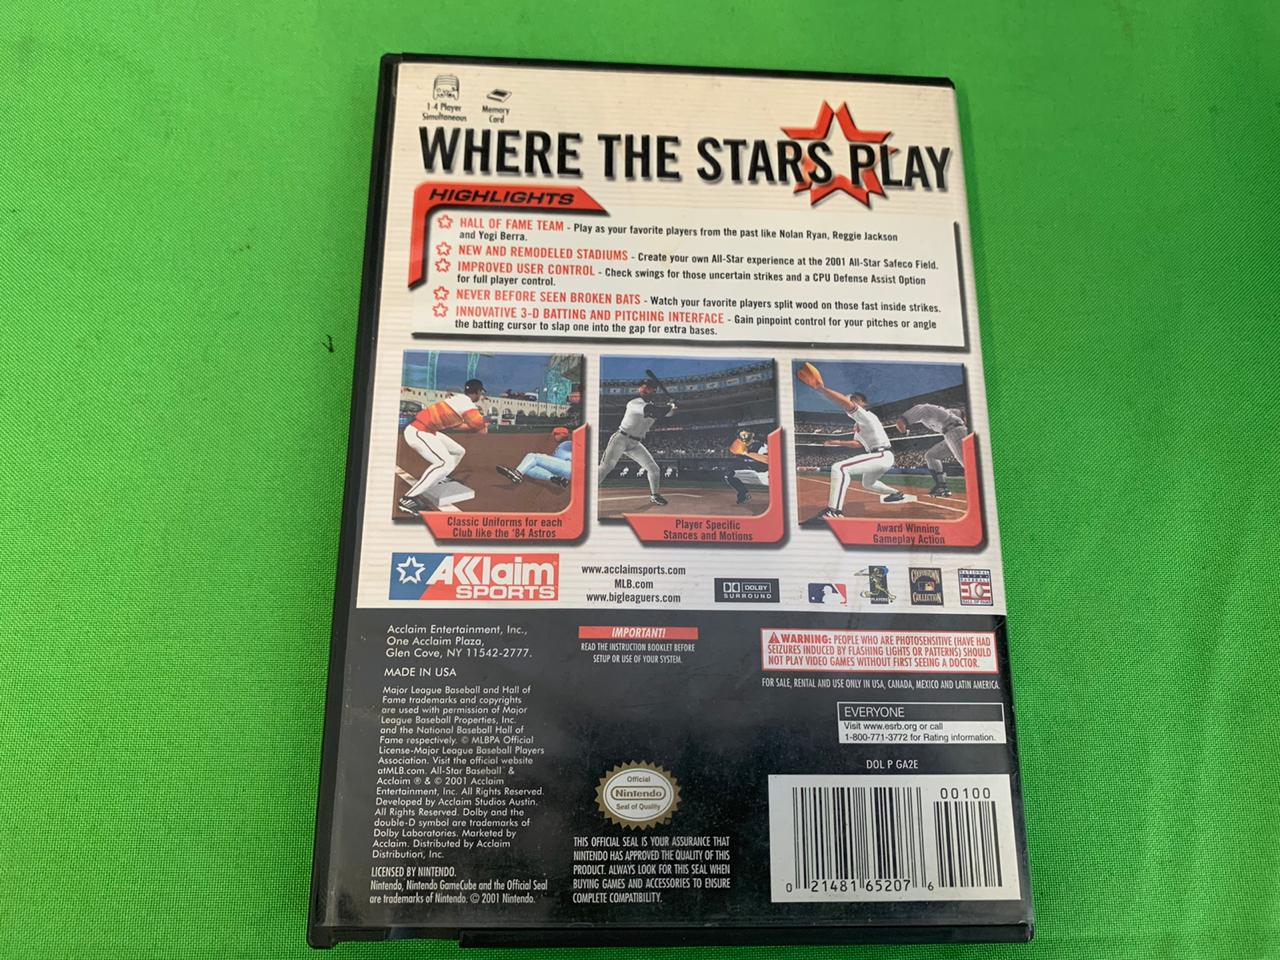 1-4 Player
Simultaneous
Memory
Card
WHERE THE STARS PLAY
HIGHLIGHTS
HALL OF FAME TEAM - Play as your favorite players from the past like Nolan Ryan, Reggie Jackson
and Yogi Berra.
NEW AND REMODELED STADIUMS - Create your own All-Star experience at the 2001 All-Star Safeco Field.
IMPROVED USER CONTROL - Check swings for those uncertain strikes and a CPU Defense Assist Option
for full player control.
NEVER BEFORE SEEN BROKEN BATS - Watch your favorite players split wood on those fast inside strikes.
INNOVATIVE 3-D BATTING AND PITCHING INTERFACE - Gain pinpoint control for your pitches or angle
the batting cursor to slap one into the gap for extra bases.
Classic Uniforms for each
Club like the '84 Astros
Player Specific
Stances and Motions
Award Winning
Gameplay Action
AKKlaim
SPORTS
www.acclaimsports.com
MLB.com
www.bigleaguers.com
DOLBY
SURROUND
PLAYERS
COOPERSTOWN
COLLECTION
NATIONAL
BASEBALL
HALL OF FAME
Acclaim Entertainment, Inc.,
One Acclaim Plaza,
Glen Cove, NY 11542-2777.
MADE IN USA
Major League Baseball and Hall of
Fame trademarks and copyrights
are used with permission of Major
League Baseball Properties, Inc.
and the National Baseball Hall of
Fame respectively. © MLBPA Official
License-Major League Baseball Players
Association. Visit the official website
atMLB.com. All-Star Baseball &
Acclaim ® & © 2001 Acclaim
Entertainment, Inc. All Rights Reserved.
Developed by Acclaim Studios Austin.
All Rights Reserved. Dolby and the
double-D symbol are trademarks of
Dolby Laboratories. Marketed by
Acclaim. Distributed by Acclaim
Distribution, Inc.
LICENSED BY NINTENDO.
Nintendo, Nintendo GameCube and the Official Seal
are trademarks of Nintendo. © 2001 Nintendo.
IMPORTANT!
READ THE INSTRUCTION BOOKLET BEFORE
SETUP OR USE OF YOUR SYSTEM.
Official
Nintendo
Seal of Quality
THIS OFFICIAL SEAL IS YOUR ASSURANCE THAT
NINTENDO HAS APPROVED THE QUALITY OF THIS
PRODUCT. ALWAYS LOOK FOR THIS SEAL WHEN
BUYING GAMES AND ACCESSORIES TO ENSURE
COMPLETE COMPATIBILITY.
WARNING: PEOPLE WHO ARE PHOTOSENSITIVE (HAVE HAD
SEIZURES INDUCED BY FLASHING LIGHTS OR PATTERNS) SHOULD
NOT PLAY VIDEO GAMES WITHOUT FIRST SEEING A DOCTOR.
FOR SALE, RENTAL AND USE ONLY IN USA, CANADA, MEXICO AND LATIN AMERICA.
EVERYONE
Visit www.esrb.org or call
1-800-771-3772 for Rating information.
DOL P GA2E
00100
0 21481 65207 6